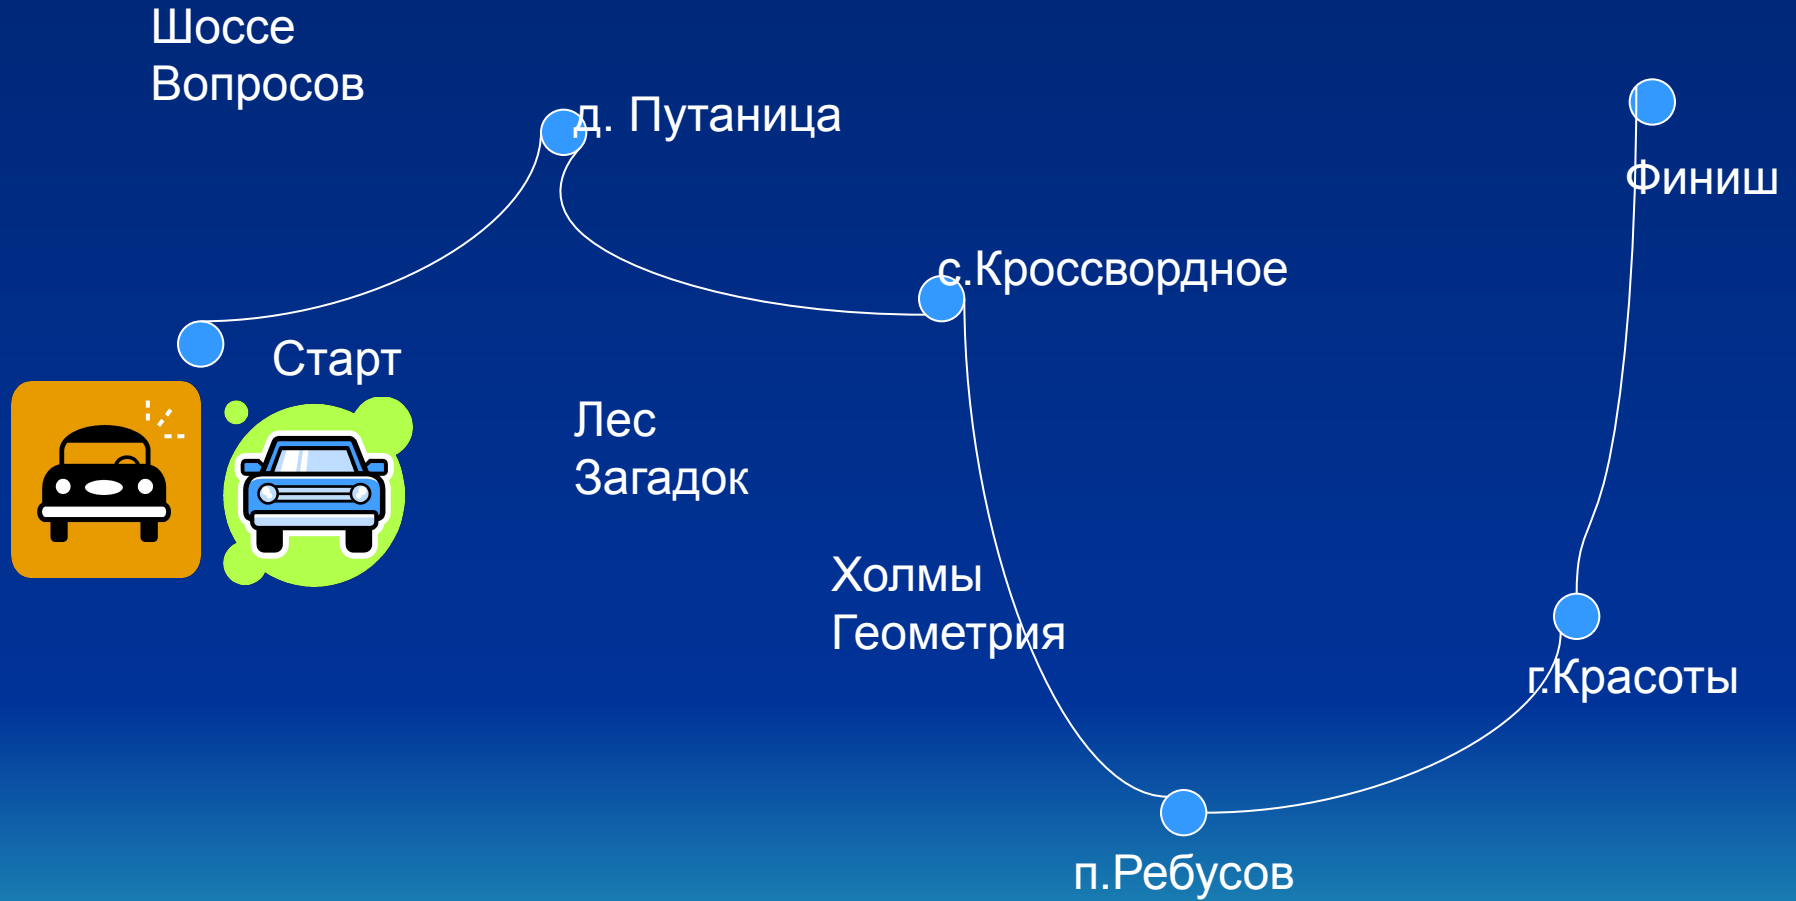 Шоссе
Вопросов
д. Путаница
Финиш
с.Кроссвордное
Старт
Лес
Загадок
Холмы
Геометрия
г.Красоты
п.Ребусов